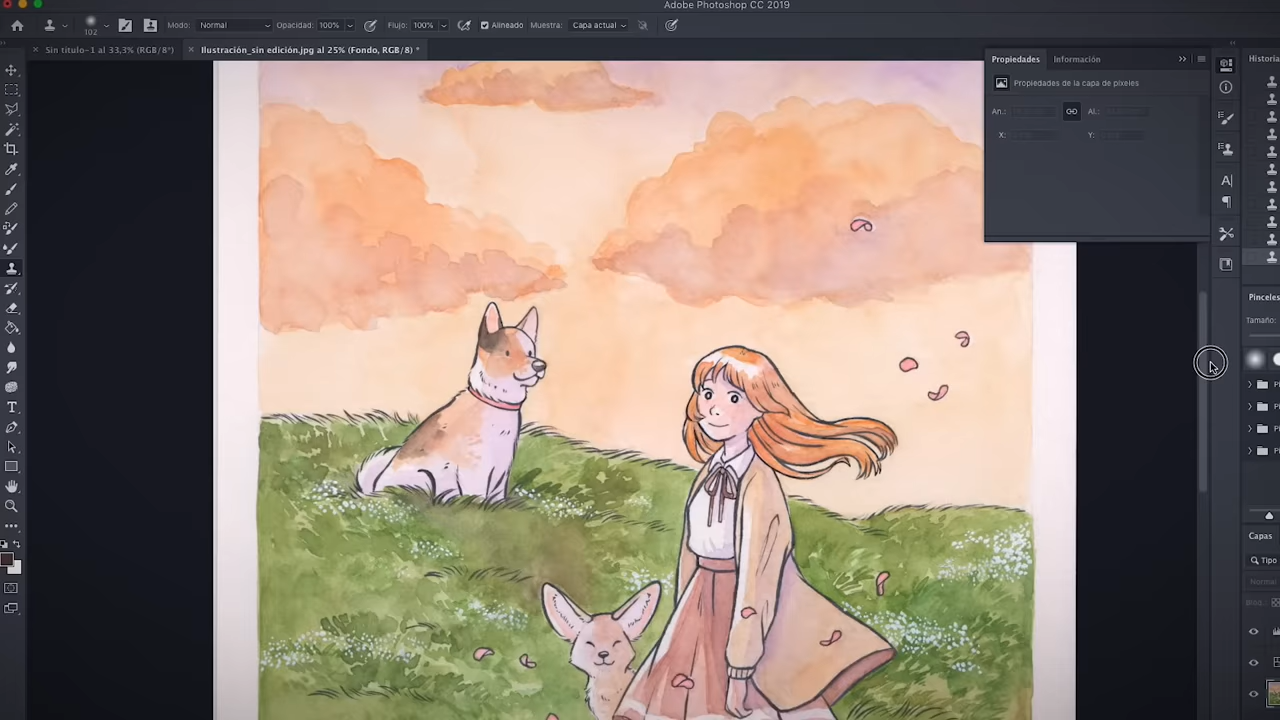 Adobe Photoshop CC 2019
102
Modo: Normal
Opacidad: 100%
Flujo: 100%
Alineado
Muestra: Capa actual
× Sin título-1 al 33,3% (RGB/8*)
× Ilustración_sin edición.jpg al 25% (Fondo, RGB/8) *
Propiedades
Información
Historia
Propiedades de la capa de píxeles
An.:
Al.:
X:
Y:
Pinceles
Tamaño:
Capas
Tipo
Normal